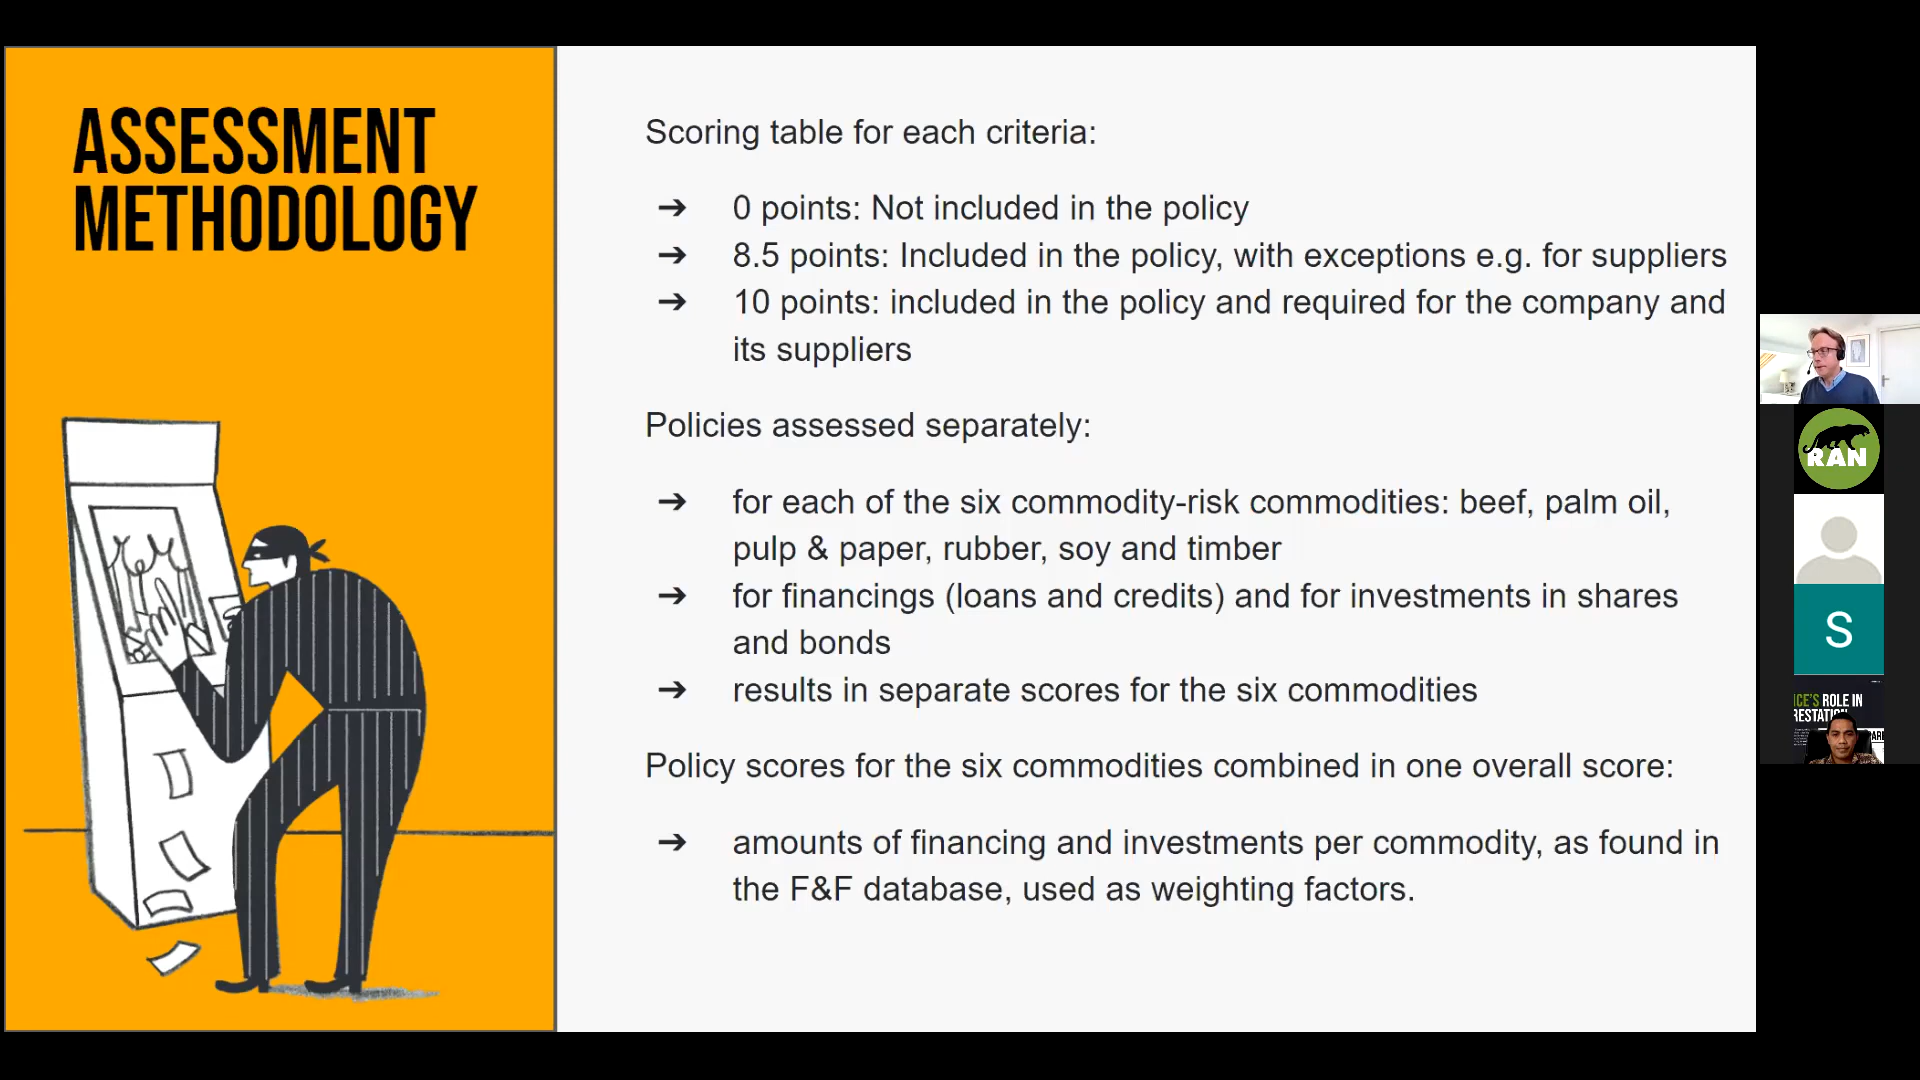 ASSESSMENT
METHODOLOGY
Scoring table for each criteria:
➔ 0 points: Not included in the policy
➔ 8.5 points: Included in the policy, with exceptions e.g. for suppliers
➔ 10 points: included in the policy and required for the company and
its suppliers
Policies assessed separately:
➔ for each of the six commodity-risk commodities: beef, palm oil,
pulp & paper, rubber, soy and timber
➔ for financings (loans and credits) and for investments in shares
and bonds
➔ results in separate scores for the six commodities
Policy scores for the six commodities combined in one overall score:
➔ amounts of financing and investments per commodity, as found in
the F&F database, used as weighting factors.
RAN
S
ROLE IN